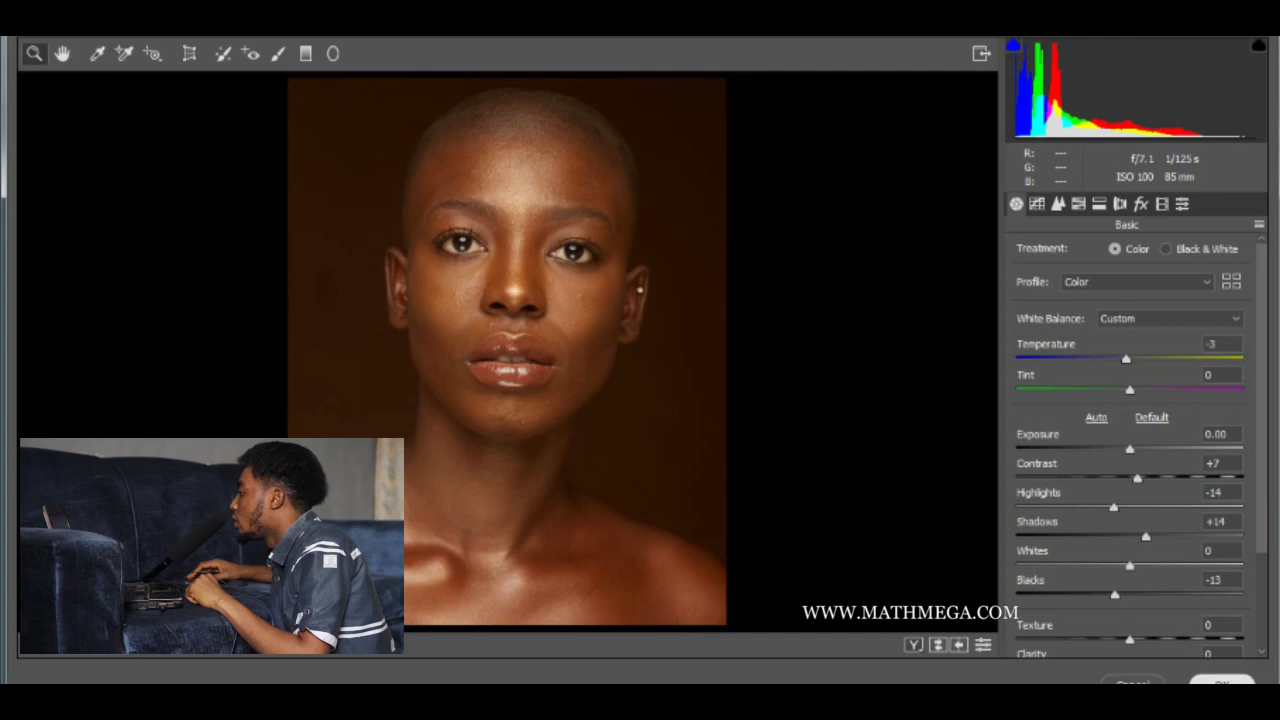 R: ---
G: ---
B: ---
f/7.1 1/125 s
ISO 100 85 mm
fx
Basic
Treatment: Color Black & White
Profile: Color
White Balance: Custom
Temperature -3
Tint 0
Auto Default
Exposure 0.00
Contrast +7
Highlights -14
Shadows +14
Whites 0
Blacks -13
WWW.MATHMEGA.COM
Texture 0
Y
Clarity 0